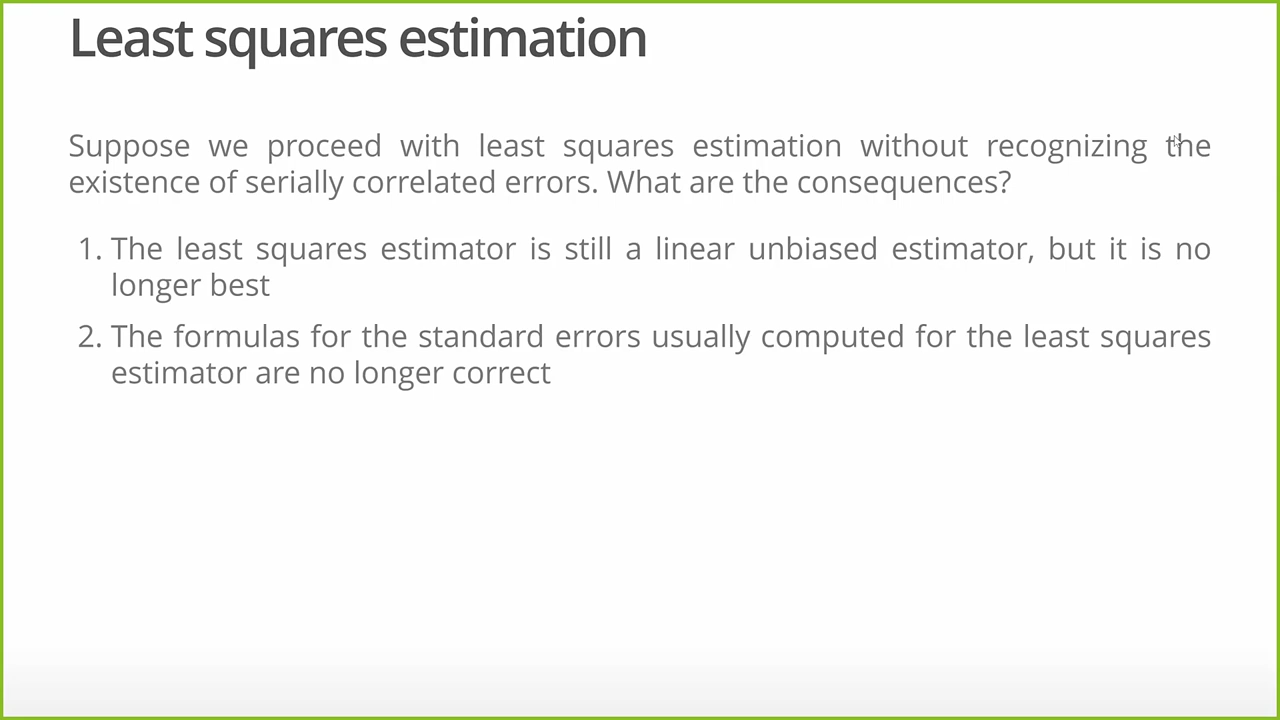 Least squares estimation
Suppose we proceed with least squares estimation without recognizing the
existence of serially correlated errors. What are the consequences?
1. The least squares estimator is still a linear unbiased estimator, but it is no
longer best
2. The formulas for the standard errors usually computed for the least squares
estimator are no longer correct